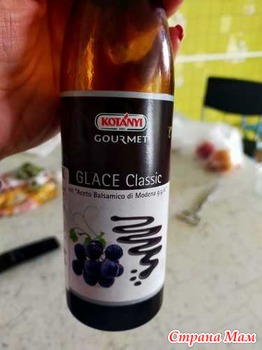 KOTÁNYI
GOURMET
GLACE Classic
"Aceto Balsamico di Modena
Страна Мам